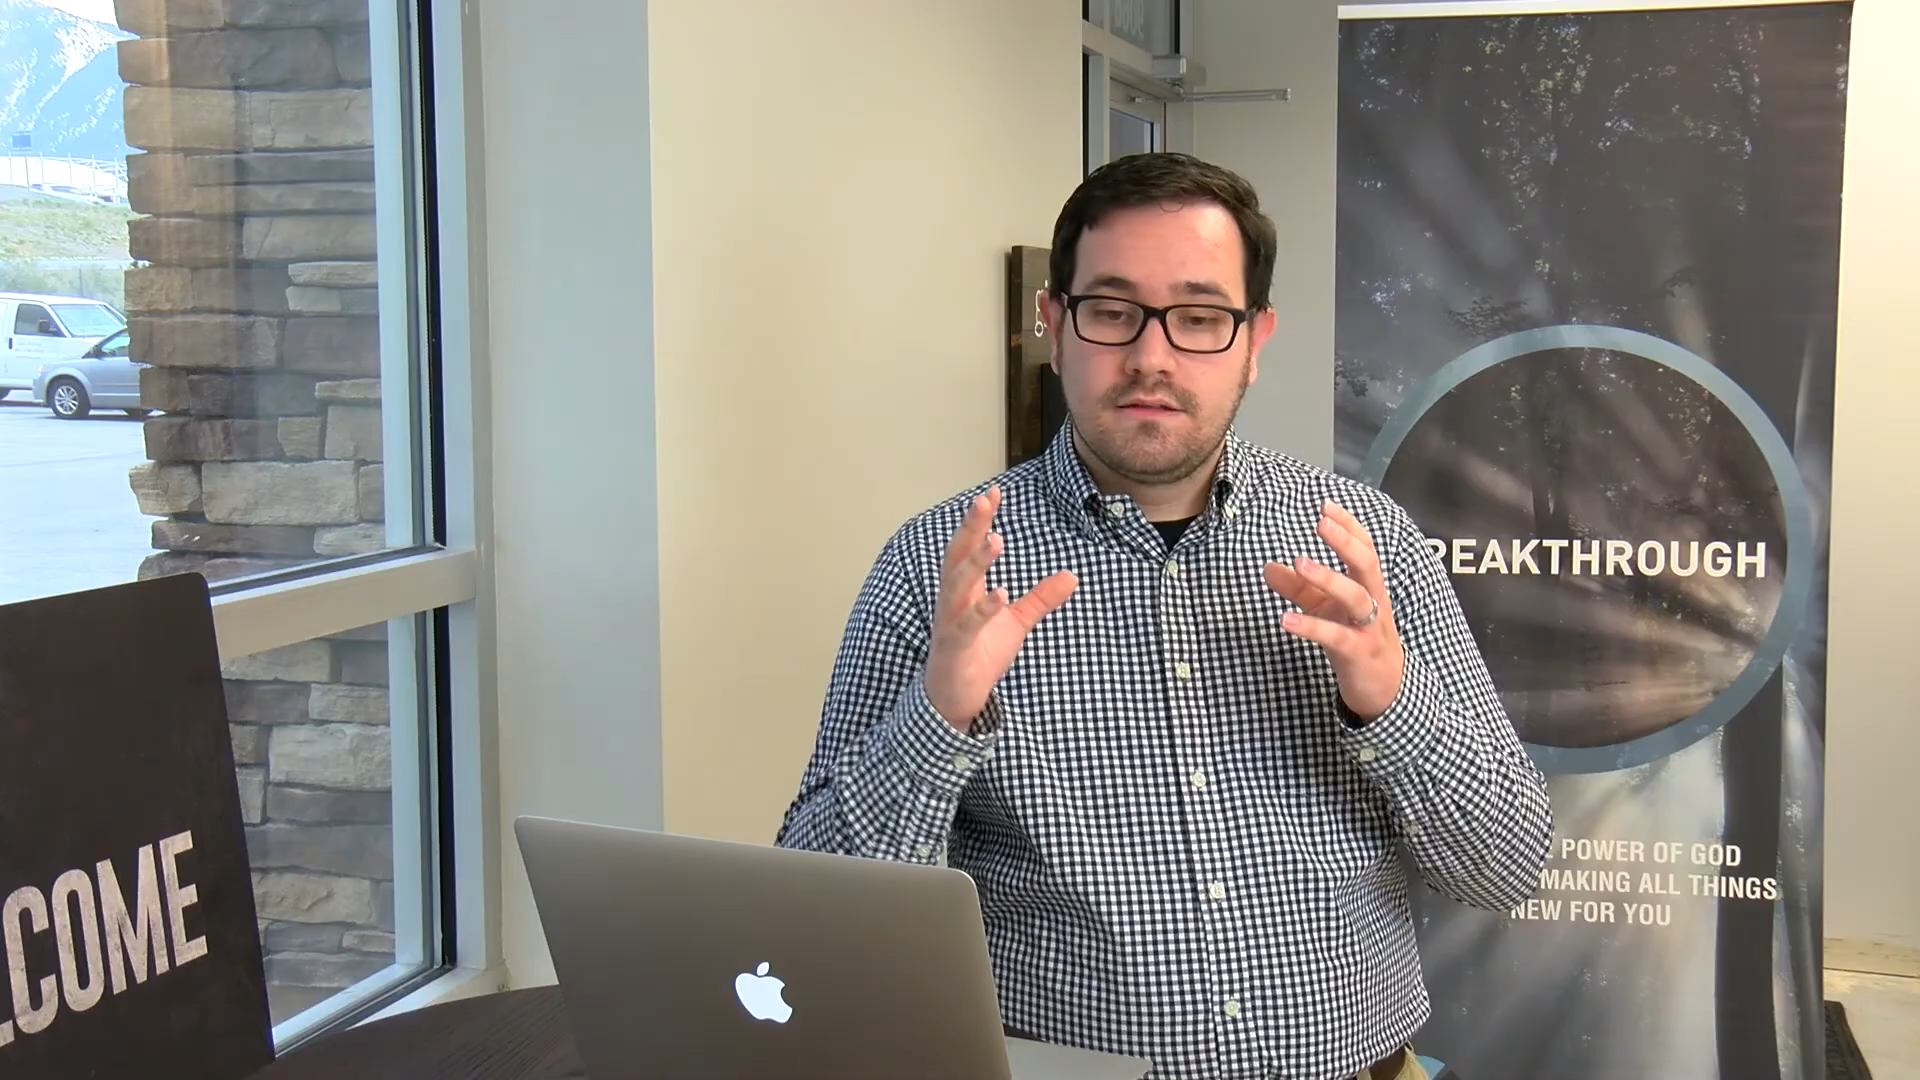 LCOME
REAKTHROUGH
POWER OF GOD
MAKING ALL THINGS
NEW FOR YOU